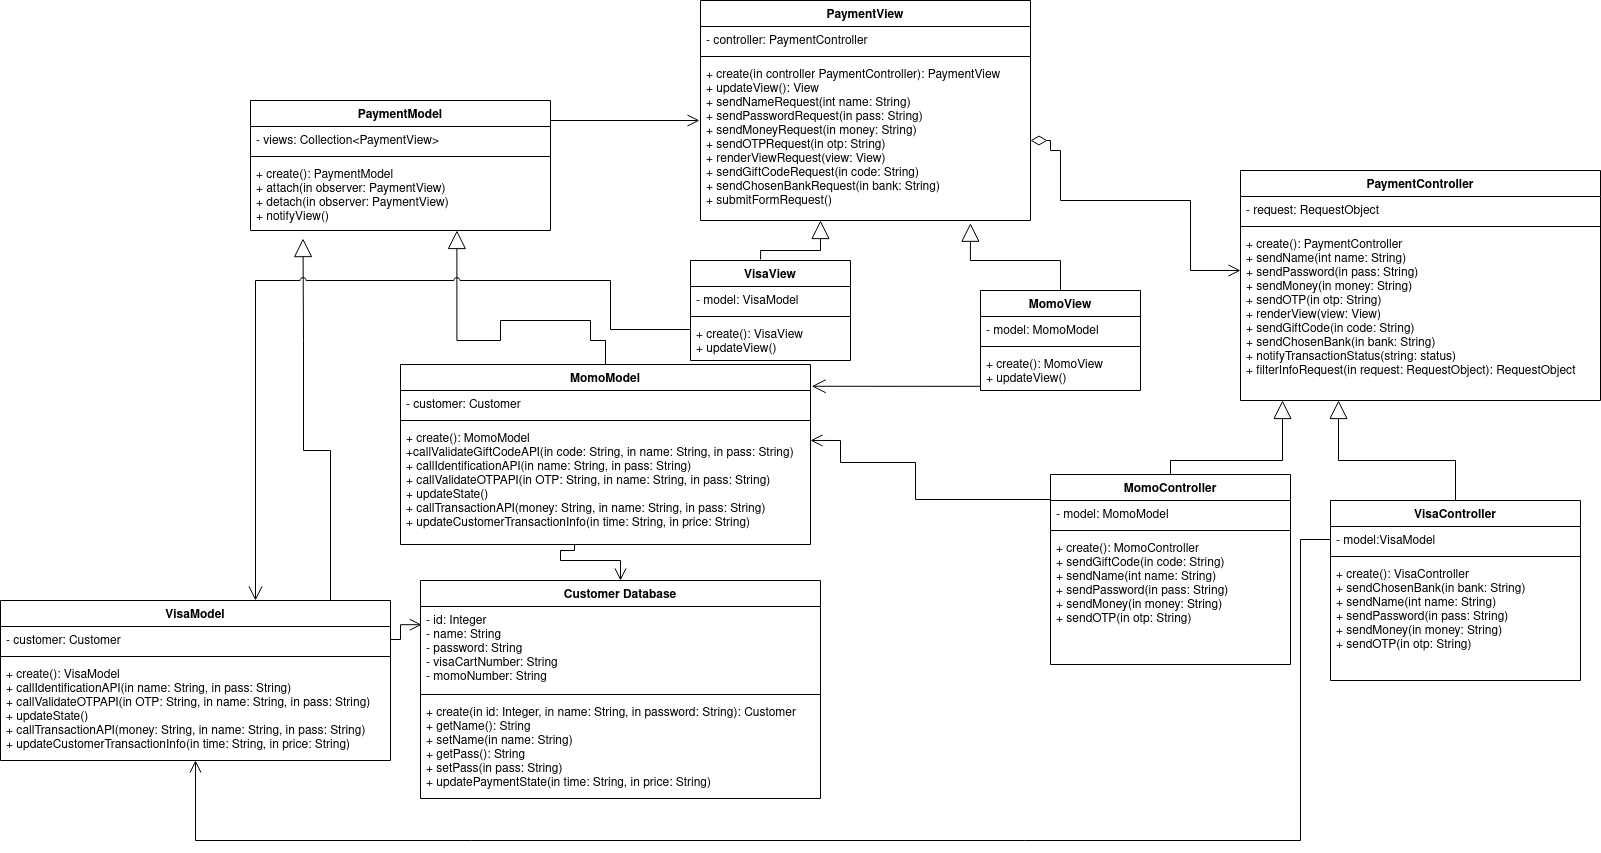 PaymentView
- controller: PaymentController
+ create(in controller PaymentController): PaymentView
+ updateView(): View
+ sendNameRequest(int name: String)
+ sendPasswordRequest(in pass: String)
+ sendMoneyRequest(in money: String)
+ sendOTPRequest(in otp: String)
+ renderViewRequest(view: View)
+ sendGiftCodeRequest(in code: String)
+ sendChosenBankRequest(in bank: String)
+ submitFormRequest()
PaymentModel
- views: Collection<PaymentView>
+ create(): PaymentModel
+ attach(in observer: PaymentView)
+ detach(in observer: PaymentView)
+ notifyView()
PaymentController
- request: RequestObject
+ create(): PaymentController
+ sendName(int name: String)
+ sendPassword(in pass: String)
+ sendMoney(in money: String)
+ sendOTP(in otp: String)
+ renderView(view: View)
+ sendGiftCode(in code: String)
+ sendChosenBank(in bank: String)
+ notifyTransactionStatus(string: status)
+ filterInfoRequest(in request: RequestObject): RequestObject
VisaView
- model: VisaModel
+ create(): VisaView
+ updateView()
MomoView
- model: MomoModel
+ create(): MomoView
+ updateView()
MomoModel
- customer: Customer
+ create(): MomoModel
+callValidateGiftCodeAPI(in code: String, in name: String, in pass: String)
+ callIdentificationAPI(in name: String, in pass: String)
+ callValidateOTPAPI(in OTP: String, in name: String, in pass: String)
+ updateState()
+ callTransactionAPI(money: String, in name: String, in pass: String)
+ updateCustomerTransactionInfo(in time: String, in price: String)
MomoController
- model: MomoModel
+ create(): MomoController
+ sendGiftCode(in code: String)
+ sendName(int name: String)
+ sendPassword(in pass: String)
+ sendMoney(in money: String)
+ sendOTP(in otp: String)
VisaController
- model:VisaModel
+ create(): VisaController
+ sendChosenBank(in bank: String)
+ sendName(int name: String)
+ sendPassword(in pass: String)
+ sendMoney(in money: String)
+ sendOTP(in otp: String)
Customer Database
- id: Integer
- name: String
- password: String
- visaCartNumber: String
- momoNumber: String
+ create(in id: Integer, in name: String, in password: String): Customer
+ getName(): String
+ setName(in name: String)
+ getPass(): String
+ setPass(in pass: String)
+ updatePaymentState(in time: String, in price: String)
VisaModel
- customer: Customer
+ create(): VisaModel
+ callIdentificationAPI(in name: String, in pass: String)
+ callValidateOTPAPI(in OTP: String, in name: String, in pass: String)
+ updateState()
+ callTransactionAPI(money: String, in name: String, in pass: String)
+ updateCustomerTransactionInfo(in time: String, in price: String)